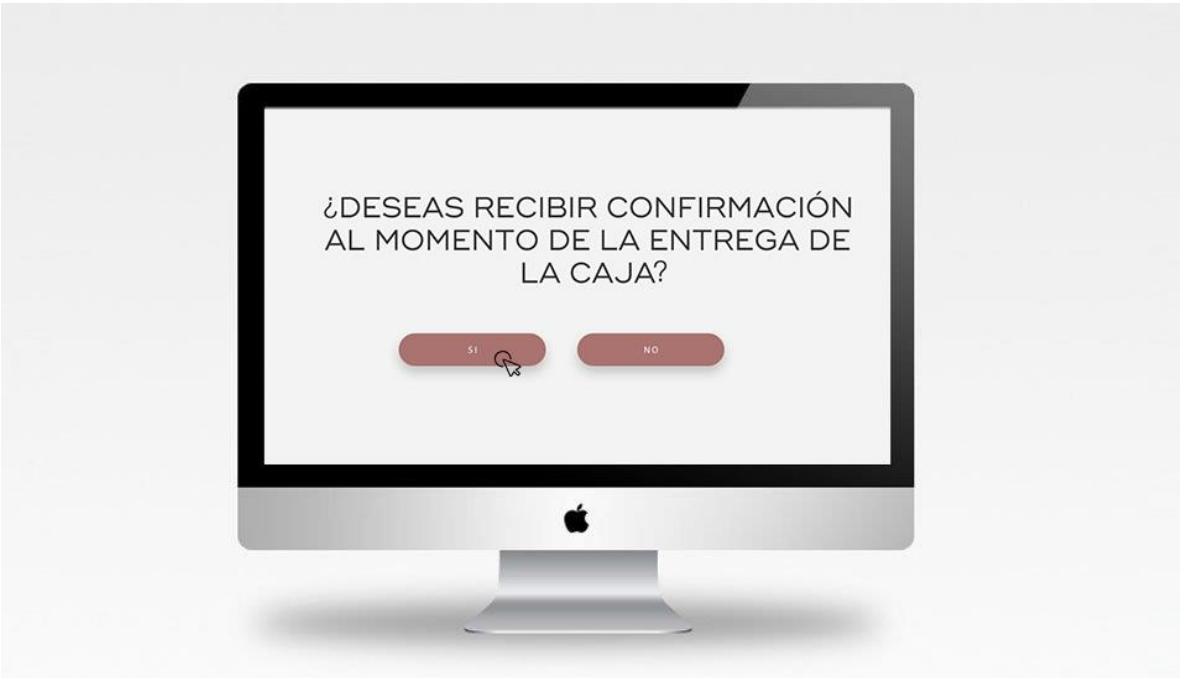 ¿DESEAS RECIBIR CONFIRMACIÓN
AL MOMENTO DE LA ENTREGA DE
LA CAJA?
SI
NO